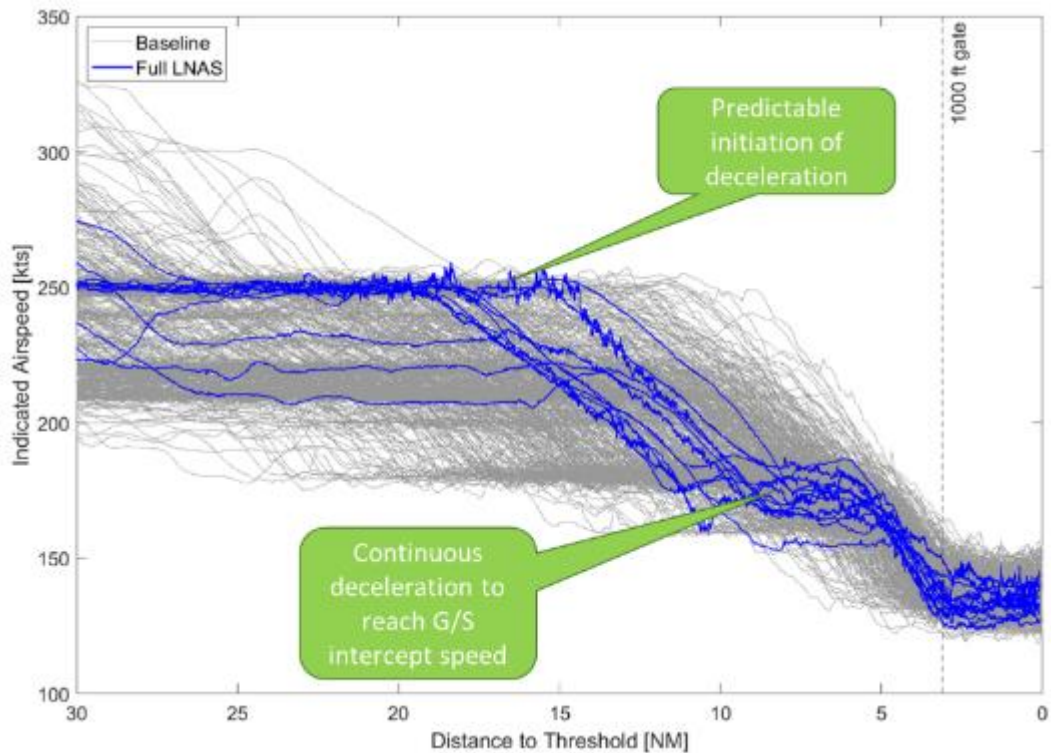 350
300
250
200
150
100
Indicated Airspeed [kts]
Baseline
Full LNAS
Predictable
initiation of
deceleration
1000 ft gate
Continuous
deceleration to
reach G/S
intercept speed
30
25
20
15
10
5
0
Distance to Threshold [NM]